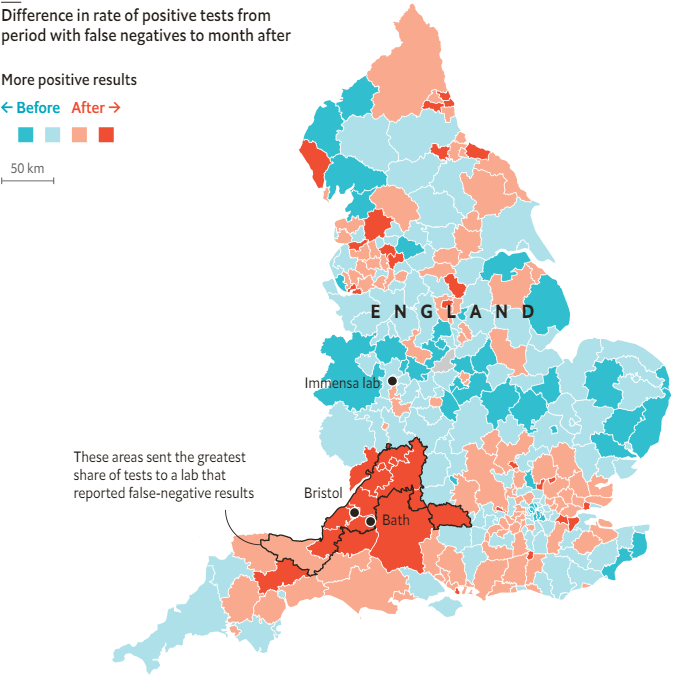 Difference in rate of positive tests from
period with false negatives to month after
More positive results
← Before After →
50 km
ENGLAND
Immensa lab
These areas sent the greatest
share of tests to a lab that
reported false-negative results
Bristol
Bath